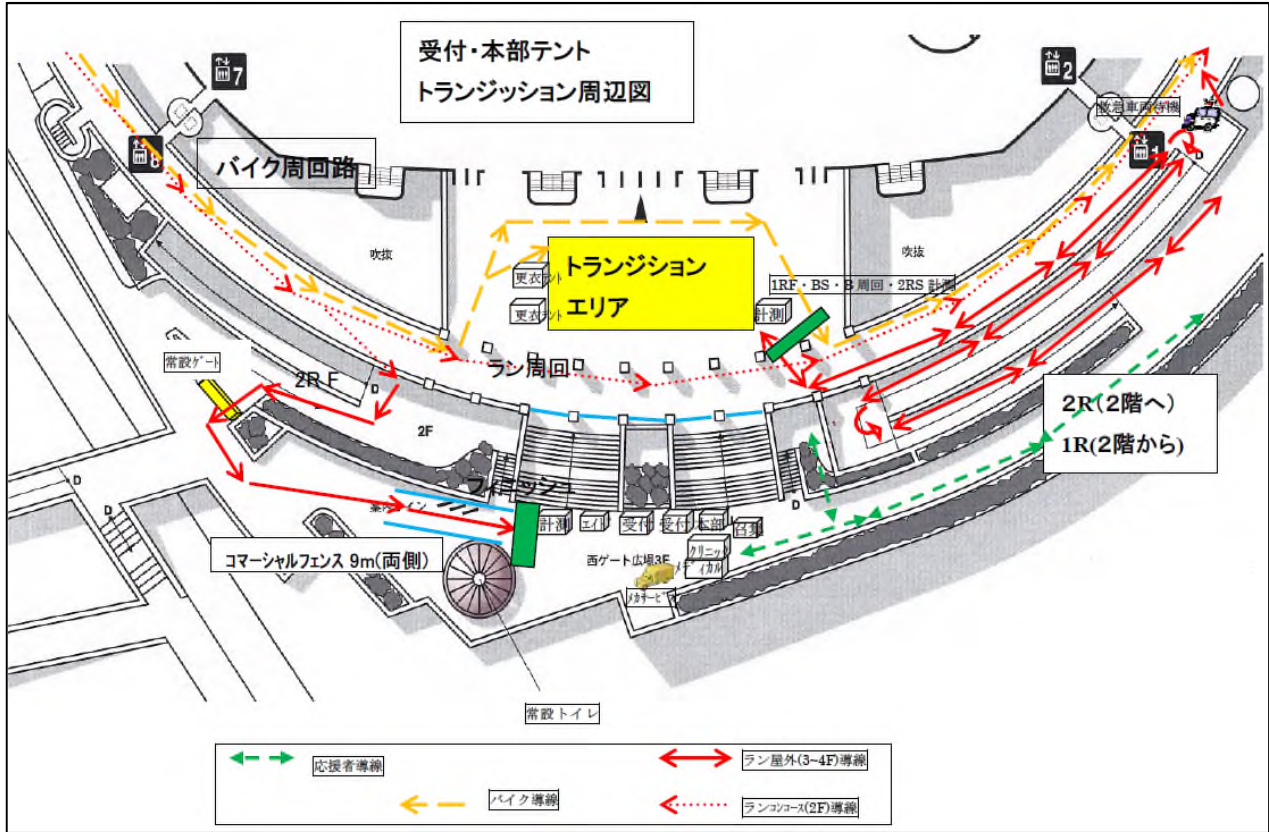 受付・本部テント
トランジッション周辺図
7
2
救急車両待機
8
1
バイク周回路
吹抜
吹抜
更衣テント
トランジション
エリア
更衣テント
1RF・BS・B周回・2RS計測
計測
常設ゲート
2R F
D
ラン周回
2F
2R(2階へ)
1R(2階から)
D
D
D
D
フィニッシュ
計測
エイド
受付
受付
本部
召集
コマーシャルフェンス 9m(両側)
西ゲート広場3F
クリニック
メディカル
メカサービス
常設トイレ
応援者導線
ラン屋外(3~4F)導線
バイク導線
ランコンコース(2F)導線